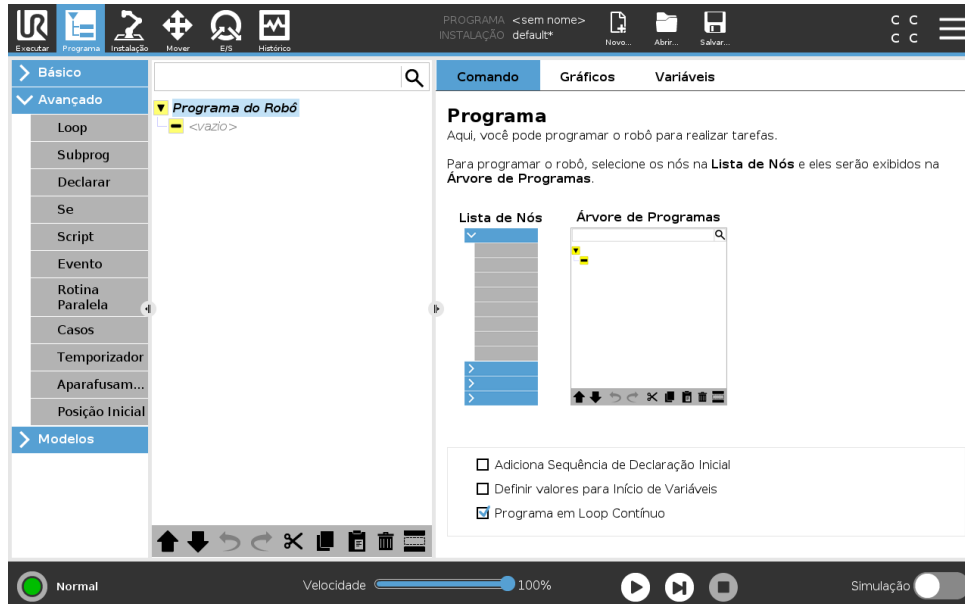 UR
Executar
Programa
Instalação
Mover
E/S
Histórico
PROGRAMA <sem nome>
INSTALAÇÃO default*
Novo...
Abrir...
Salvar...
C C
C C
Básico
Avançado
Loop
Subprog
Declarar
Se
Script
Evento
Rotina
Paralela
Casos
Temporizador
Aparafusam...
Posição Inicial
Modelos
Programa do Robô
<vazio>
Comando
Gráficos
Variáveis
Programa
Aqui, você pode programar o robô para realizar tarefas.
Para programar o robô, selecione os nós na Lista de Nós e eles serão exibidos na
Árvore de Programas.
Lista de Nós
Árvore de Programas
Adiciona Sequência de Declaração Inicial
Definir valores para Início de Variáveis
Programa em Loop Contínuo
Normal
Velocidade
100%
Simulação